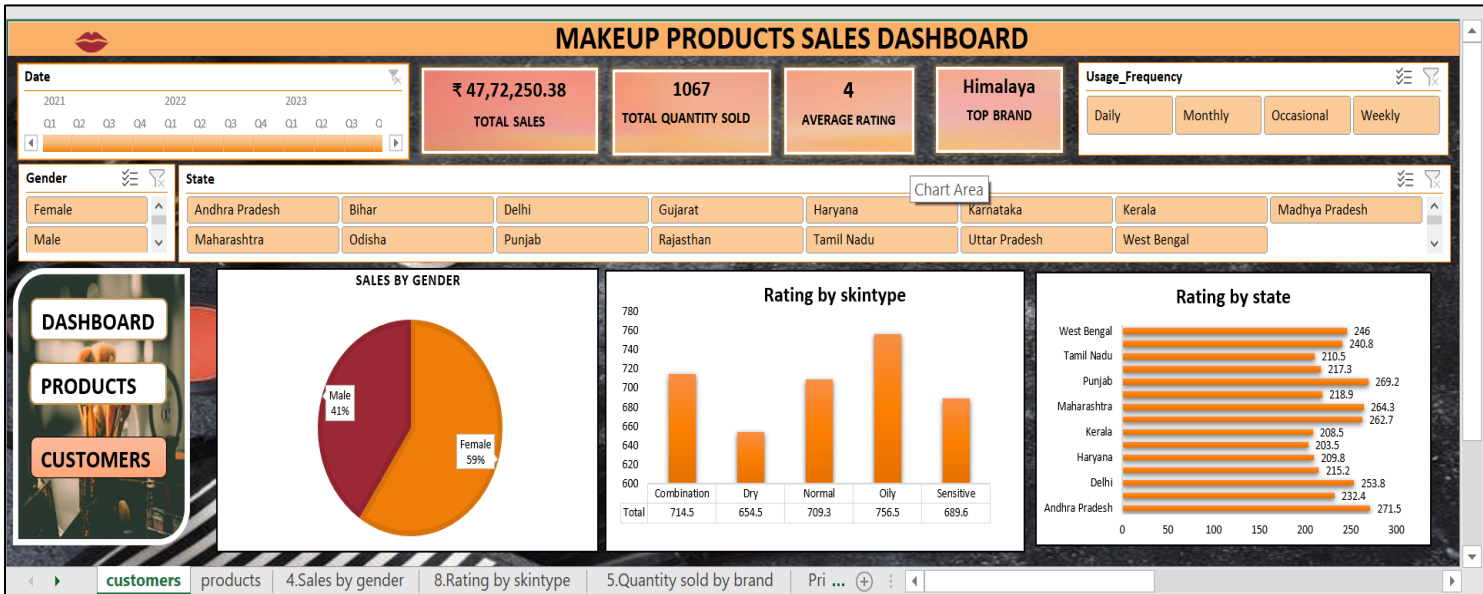 MAKEUP PRODUCTS SALES DASHBOARD
Date
2021 2022 2023
Q1 Q2 Q3 Q4 Q1 Q2 Q3 Q4 Q1 Q2 Q3 Q
₹ 47,72,250.38
TOTAL SALES
1067
TOTAL QUANTITY SOLD
4
AVERAGE RATING
Himalaya
TOP BRAND
Usage_Frequency
Daily Monthly Occasional Weekly
Gender
Female
Male
State
Andhra Pradesh Bihar Delhi Gujarat Haryana Karnataka Kerala Madhya Pradesh
Maharashtra Odisha Punjab Rajasthan Tamil Nadu Uttar Pradesh West Bengal
Chart Area
DASHBOARD
PRODUCTS
CUSTOMERS
SALES BY GENDER
Male
41%
Female
59%
Rating by skintype
780
760
740
720
700
680
660
640
620
600
Combination Dry Normal Oily Sensitive
Total 714.5 654.5 709.3 756.5 689.6
Rating by state
West Bengal 246
240.8
Tamil Nadu 210.5
217.3
Punjab 269.2
218.9
Maharashtra 264.3
262.7
Kerala 208.5
203.5
Haryana 209.8
215.2
Delhi 253.8
232.4
Andhra Pradesh 271.5
0 50 100 150 200 250 300
customers products 4.Sales by gender 8.Rating by skintype 5.Quantity sold by brand Pri ...